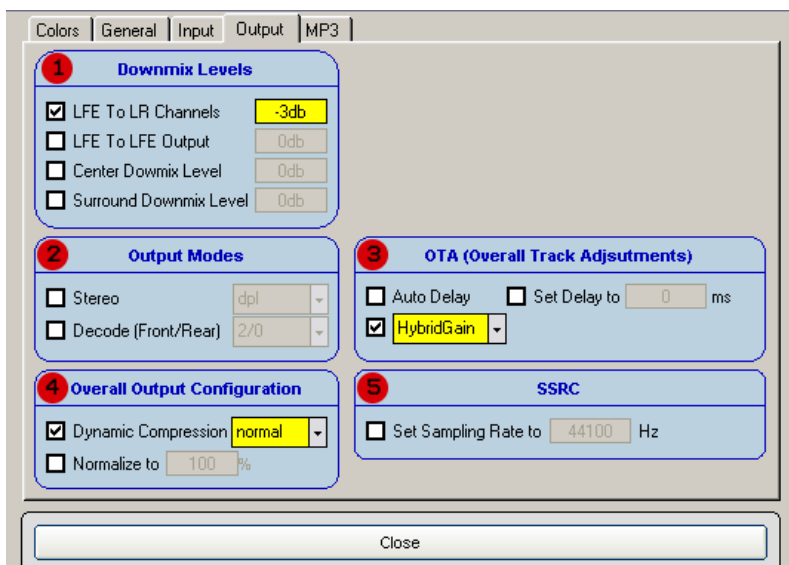 Colors General Input Output MP3
1 Downmix Levels
LFE To LR Channels -3db
LFE To LFE Output 0db
Center Dowmix Level 0db
Surround Downmix Level 0db
2 Output Modes
Stereo dpl
Decode (Front/Rear) 2/0
3 OTA (Overall Track Adjsutments)
Auto Delay Set Delay to 0 ms
HybridGain
4 Overall Output Configuration
Dynamic Compression normal
Normalize to 100 %
5 SSRC
Set Sampling Rate to 44100 Hz
Close